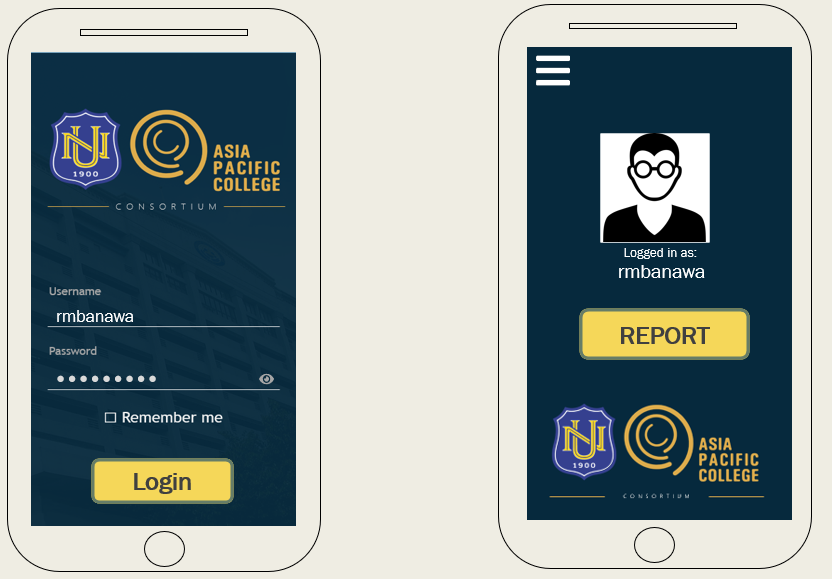 NU
1900
ASIA
PACIFIC
COLLEGE
CONSORTIUM
Username
rmbanawa
Password
Remember me
Login
Logged in as:
rmbanawa
REPORT
NU
1900
ASIA
PACIFIC
COLLEGE
CONSORTIUM